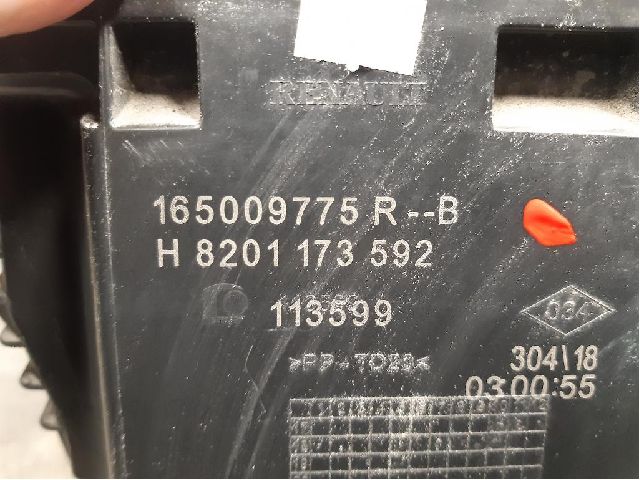 RENAULT
165009775 R--B
H 8201 173 592
113599
034
>PP-TD20<
304\18
03:00:55